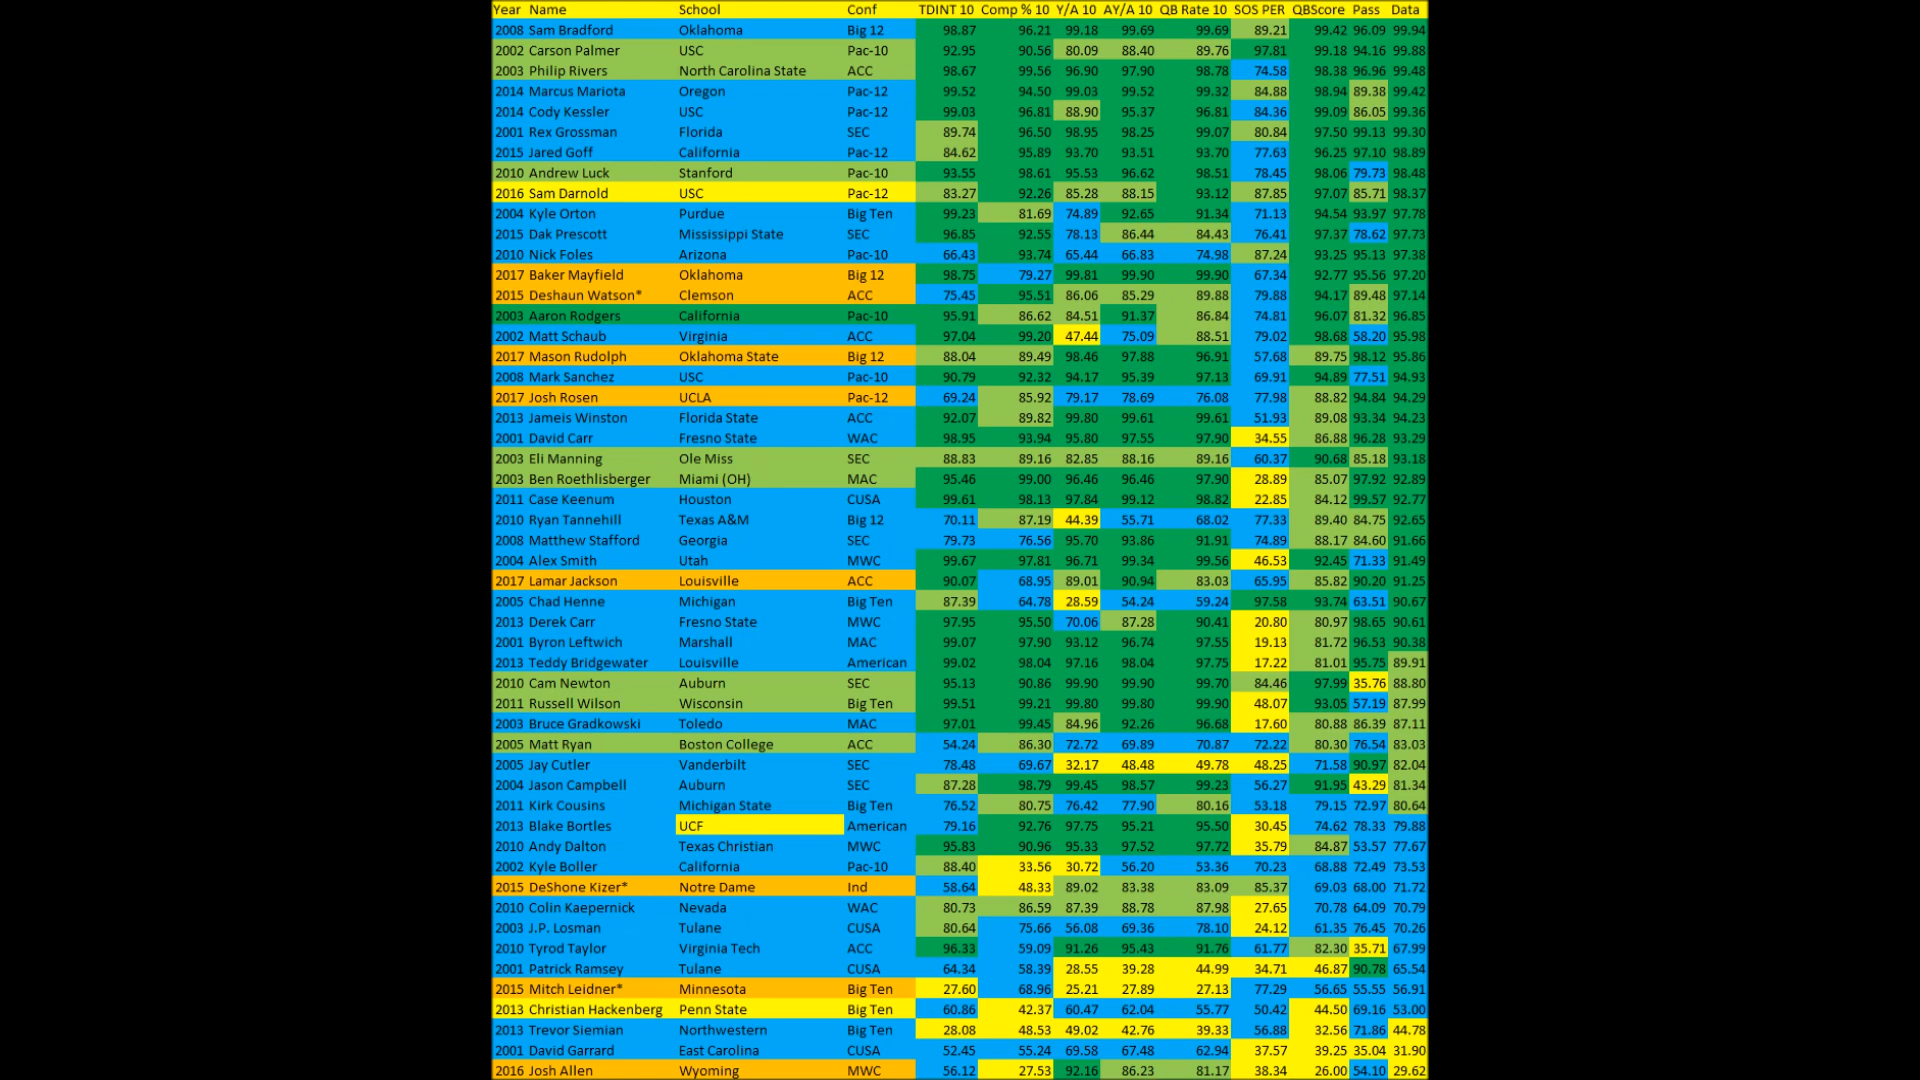 Year Name School Conf TDINT 10 Comp % 10 Y/A 10 AY/A 10 QB Rate 10 SOS PER QBScore Pass Data
2008 Sam Bradford Oklahoma Big 12 98.87 96.21 99.18 99.69 99.69 89.21 99.42 96.09 99.94
2002 Carson Palmer USC Pac-10 92.95 90.56 80.09 88.40 89.76 97.81 99.18 94.16 99.88
2003 Philip Rivers North Carolina State ACC 98.67 99.56 96.90 97.90 98.78 74.58 98.38 96.96 99.48
2014 Marcus Mariota Oregon Pac-12 99.52 94.50 99.03 99.52 99.32 84.88 98.94 89.38 99.42
2014 Cody Kessler USC Pac-12 99.03 96.81 88.90 95.37 96.81 84.36 99.09 86.05 99.36
2001 Rex Grossman Florida SEC 89.74 96.50 98.95 98.25 99.07 80.84 97.50 99.13 99.30
2015 Jared Goff California Pac-12 84.62 95.89 93.70 93.51 93.70 77.63 96.25 97.10 98.89
2010 Andrew Luck Stanford Pac-10 93.55 98.61 95.53 96.62 98.51 78.45 98.06 79.73 98.48
2016 Sam Darnold USC Pac-12 83.27 92.26 85.28 88.15 93.12 87.85 97.07 85.71 98.37
2004 Kyle Orton Purdue Big Ten 99.23 81.69 74.89 92.65 91.34 71.13 94.54 93.97 97.78
2015 Dak Prescott Mississippi State SEC 96.85 92.55 78.13 86.44 84.43 76.41 97.37 78.62 97.73
2010 Nick Foles Arizona Pac-10 66.43 93.74 65.44 66.83 74.98 87.24 93.25 95.13 97.38
2017 Baker Mayfield Oklahoma Big 12 98.75 79.27 99.81 99.90 99.90 67.34 92.77 95.56 97.20
2015 Deshaun Watson* Clemson ACC 75.45 95.51 86.06 85.29 89.88 79.88 94.17 89.48 97.14
2003 Aaron Rodgers California Pac-10 95.91 86.62 84.51 91.37 86.84 74.81 96.07 81.32 96.85
2002 Matt Schaub Virginia ACC 97.04 99.20 47.44 75.09 88.51 79.02 98.68 58.20 95.98
2017 Mason Rudolph Oklahoma State Big 12 88.04 89.49 98.46 97.88 96.91 57.68 89.75 98.12 95.86
2008 Mark Sanchez USC Pac-10 90.79 92.32 94.17 95.39 97.13 69.91 94.89 77.51 94.93
2017 Josh Rosen UCLA Pac-12 69.24 85.92 79.17 78.69 76.08 77.98 88.82 94.84 94.29
2013 Jameis Winston Florida State ACC 92.07 89.82 99.80 99.61 99.61 51.93 89.08 93.34 94.23
2001 David Carr Fresno State WAC 98.95 93.94 95.80 97.55 97.90 34.55 86.88 96.28 93.29
2003 Eli Manning Ole Miss SEC 88.83 89.16 82.85 88.16 89.16 60.37 90.68 85.18 93.18
2003 Ben Roethlisberger Miami (OH) MAC 95.46 99.00 96.46 96.46 97.90 28.89 85.07 97.92 92.89
2011 Case Keenum Houston CUSA 99.61 98.13 97.84 99.12 98.82 22.85 84.12 99.57 92.77
2010 Ryan Tannehill Texas A&M Big 12 70.11 87.19 44.39 55.71 68.02 77.33 89.40 84.75 92.65
2008 Matthew Stafford Georgia SEC 79.73 76.56 95.70 93.86 91.91 74.89 88.17 84.60 91.66
2004 Alex Smith Utah MWC 99.67 97.81 96.71 99.34 99.56 46.53 92.45 71.33 91.49
2017 Lamar Jackson Louisville ACC 90.07 68.95 89.01 90.94 83.03 65.95 85.82 90.20 91.25
2005 Chad Henne Michigan Big Ten 87.39 64.78 28.59 54.24 59.24 97.58 93.74 63.51 90.67
2013 Derek Carr Fresno State MWC 97.95 95.50 70.06 87.28 90.41 20.80 80.97 98.65 90.61
2001 Byron Leftwich Marshall MAC 99.07 97.90 93.12 96.74 97.55 19.13 81.72 96.53 90.38
2013 Teddy Bridgewater Louisville American 99.02 98.04 97.16 98.04 97.75 17.22 81.01 95.75 89.91
2010 Cam Newton Auburn SEC 95.13 90.86 99.90 99.90 99.70 84.46 97.99 35.76 88.80
2011 Russell Wilson Wisconsin Big Ten 99.51 99.21 99.80 99.80 99.90 48.07 93.05 57.19 87.99
2003 Bruce Gradkowski Toledo MAC 97.01 99.45 84.96 92.26 96.68 17.60 80.88 86.39 87.11
2005 Matt Ryan Boston College ACC 54.24 86.30 72.72 69.89 70.87 72.22 80.30 76.54 83.03
2005 Jay Cutler Vanderbilt SEC 78.48 69.67 32.17 48.48 49.78 48.25 71.58 90.97 82.04
2004 Jason Campbell Auburn SEC 87.28 98.79 99.45 98.57 99.23 56.27 91.95 43.29 81.34
2011 Kirk Cousins Michigan State Big Ten 76.52 80.75 76.42 77.90 80.16 53.18 79.15 72.97 80.64
2013 Blake Bortles UCF American 79.16 92.76 97.75 95.21 95.50 30.45 74.62 78.33 79.88
2010 Andy Dalton Texas Christian MWC 95.83 90.96 95.33 97.52 97.72 35.79 84.87 53.57 77.67
2002 Kyle Boller California Pac-10 88.40 33.56 30.72 56.20 53.36 70.23 68.88 72.49 73.53
2015 DeShone Kizer* Notre Dame Ind 58.64 48.33 89.02 83.38 83.09 85.37 69.03 68.00 71.72
2010 Colin Kaepernick Nevada WAC 80.73 86.59 87.39 88.78 87.98 27.65 70.78 64.09 70.79
2003 J.P. Losman Tulane CUSA 80.64 75.66 56.08 69.36 78.10 24.12 61.35 76.45 70.26
2010 Tyrod Taylor Virginia Tech ACC 96.33 59.09 91.26 95.43 91.76 61.77 82.30 35.71 67.99
2001 Patrick Ramsey Tulane CUSA 64.34 58.39 28.55 39.28 44.99 34.71 46.87 90.78 65.54
2015 Mitch Leidner* Minnesota Big Ten 27.60 68.96 25.21 27.89 27.13 77.29 56.65 55.55 56.91
2013 Christian Hackenberg Penn State Big Ten 60.86 42.37 60.47 62.04 55.77 50.42 44.50 69.16 53.00
2013 Trevor Siemian Northwestern Big Ten 28.08 48.53 49.02 42.76 39.33 56.88 32.56 71.86 44.78
2001 David Garrard East Carolina CUSA 52.45 55.24 69.58 67.48 62.94 37.57 39.25 35.04 31.90
2016 Josh Allen Wyoming MWC 56.12 27.53 92.16 86.23 81.17 38.34 26.00 54.10 29.62